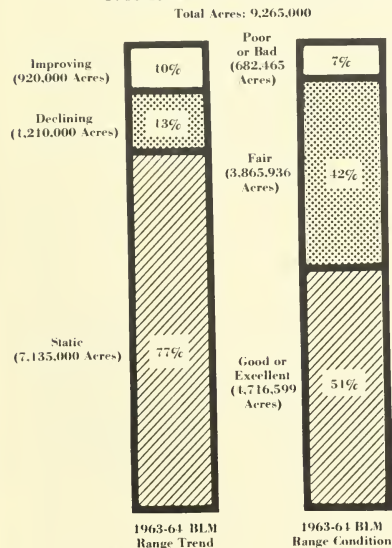 Total Acres: 9,265,000
Improving
(920,000 Acres)
10%
Declining
(1,210,000 Acres)
13%
Static
(7,135,000 Acres)
77%
1963-64 BLM
Range Trend
Poor
or Bad
(682,465
Acres)
7%
Fair
(3,865,936
Acres)
42%
Good or
Excellent
(4,716,599
Acres)
51%
1963-64 BLM
Range Condition